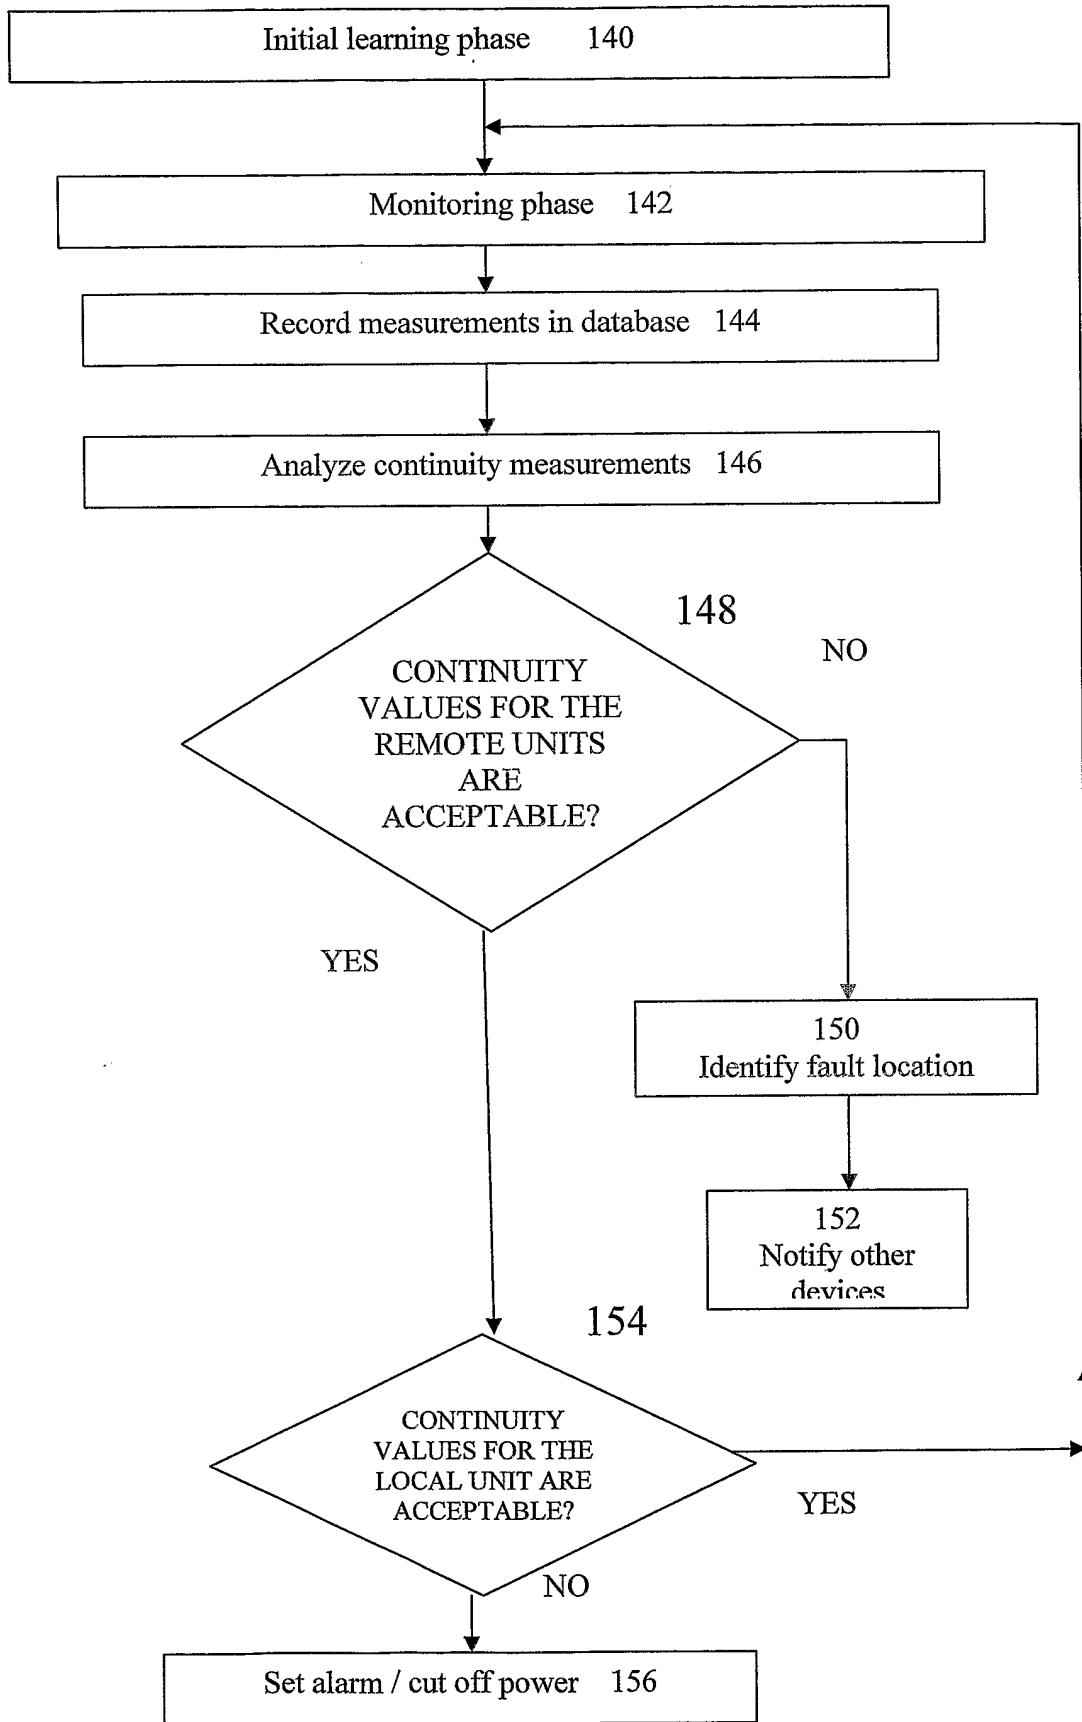 Initial learning phase 140
Monitoring phase 142
Record measurements in database 144
Analyze continuity measurements 146
148
NO
CONTINUITY
VALUES FOR THE
REMOTE UNITS
ARE
ACCEPTABLE?
YES
150
Identify fault location
152
Notify other
devices
154
CONTINUITY
VALUES FOR THE
LOCAL UNIT ARE
ACCEPTABLE?
YES
NO
Set alarm / cut off power 156